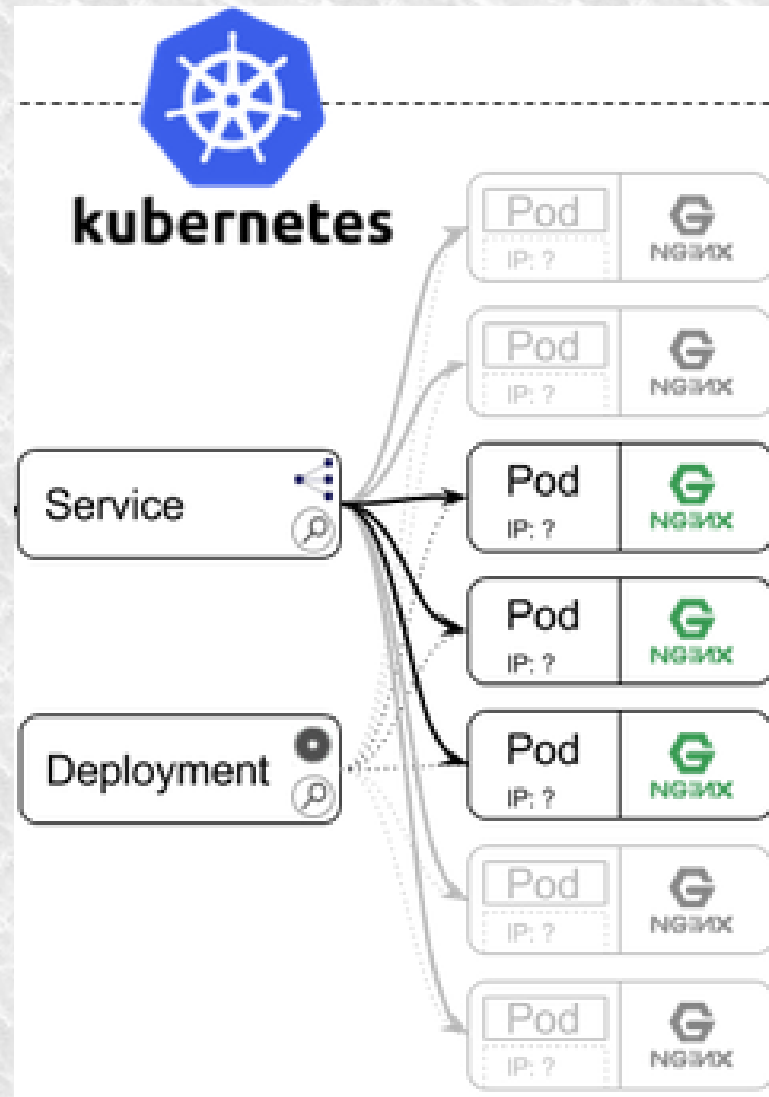 kubernetes
Pod
IP: ?
NGINX
Pod
IP: ?
NGINX
Service
Pod
IP: ?
NGINX
Pod
IP: ?
NGINX
Deployment
Pod
IP: ?
NGINX
Pod
IP: ?
NGINX
Pod
IP: ?
NGINX